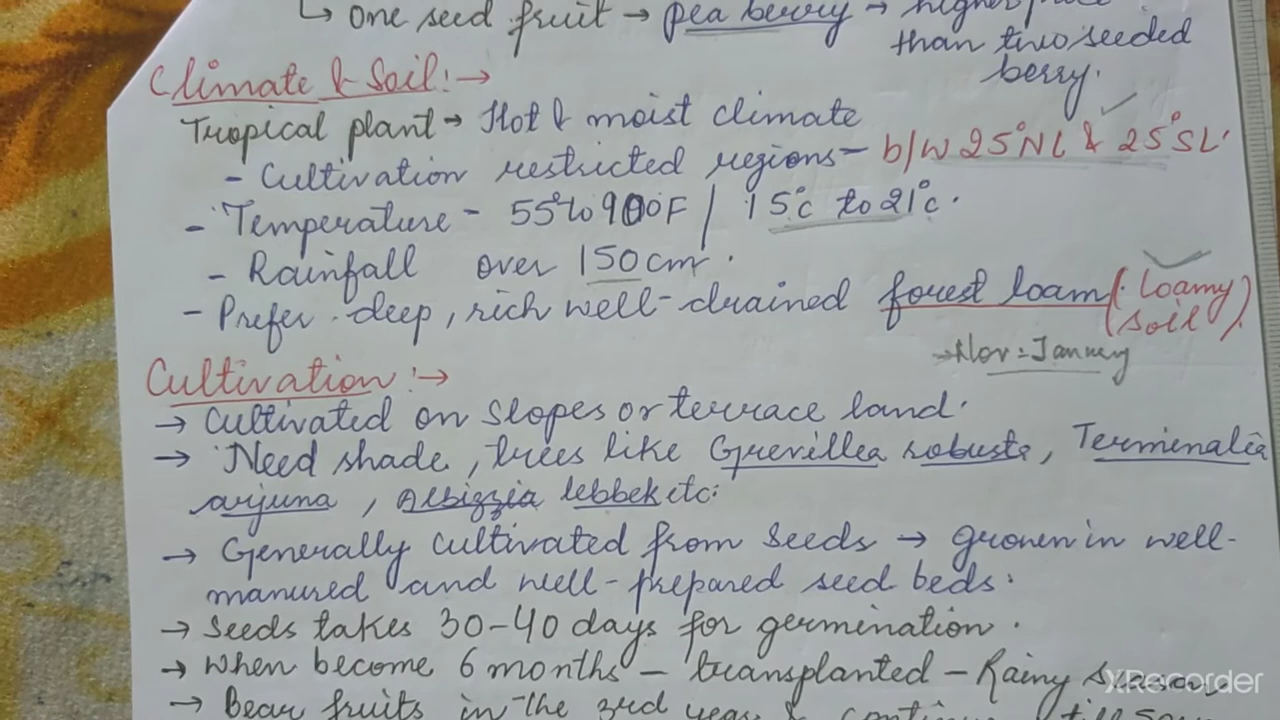 ↳ One seed fruit → pea berry → higher price
than two seeded
berry.
Climate & Soil :→
Tropical plant → Hot & moist climate
- Cultivation restricted regions - b/w 25°NL & 25°SL.
- Temperature - 55° to 90°F / 15°c to 21°c.
- Rainfall over 150 cm.
- Prefer deep, rich well-drained forest loam (Loamy
soil).
→ Nov - January
Cultivation :→
→ Cultivated on slopes or terrace land.
→ Need shade, trees like Grevillea robusta, Terminalia
arjuna, Albizzia lebbek etc.
→ Generally cultivated from seeds → grown in well-
manured and well-prepared seed beds.
→ Seeds takes 30-40 days for germination.
→ When become 6 months - transplanted - Rainy season
→ Bear fruits in the 3rd year &
XRecorder